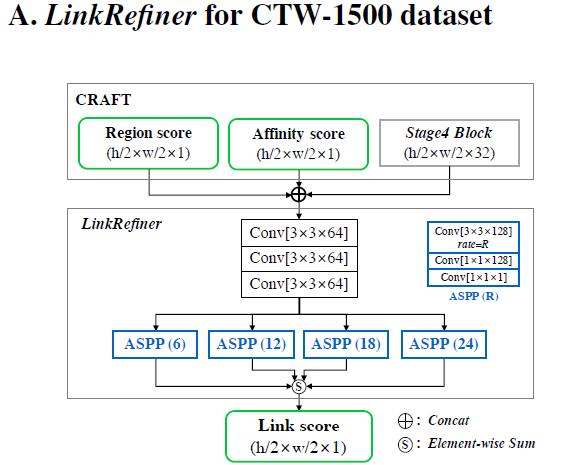 A. LinkRefiner for CTW-1500 dataset
CRAFT
Region score
(h/2×w/2×1)
Affinity score
(h/2×w/2×1)
Stage4 Block
(h/2×w/2×32)
LinkRefiner
Conv[3×3×64]
Conv[3×3×64]
Conv[3×3×64]
Conv[3×3×128]
rate=R
Conv[1×1×128]
Conv[1×1×1]
ASPP (R)
ASPP (6)
ASPP (12)
ASPP (18)
ASPP (24)
S
Link score
(h/2×w/2×1)
⊕ : Concat
Ⓢ : Element-wise Sum